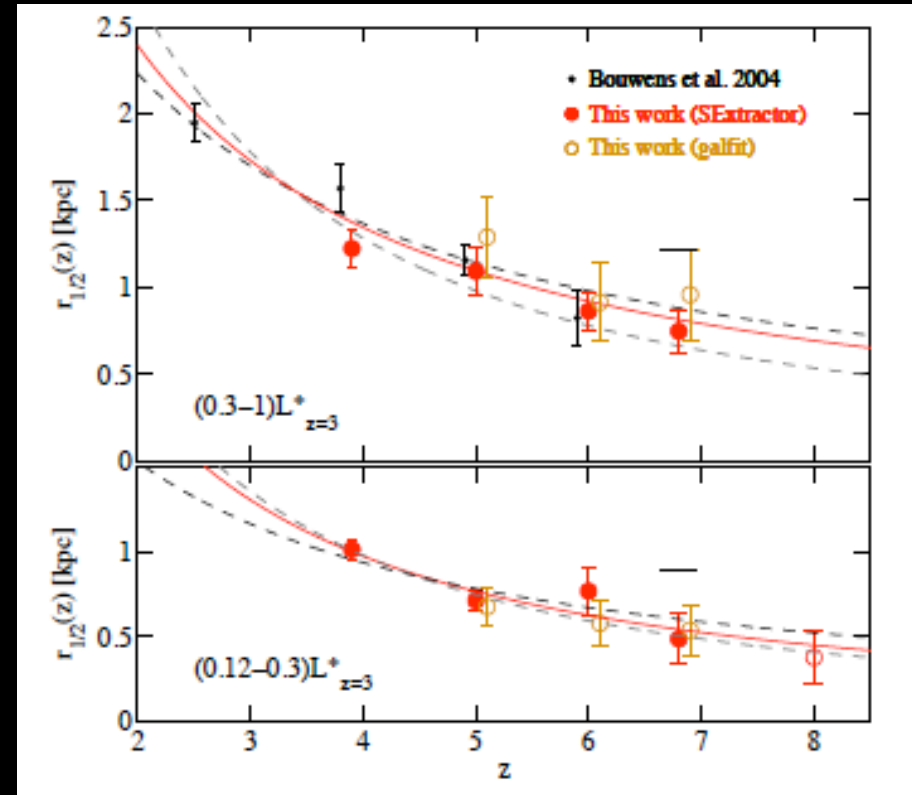 2.5
2
1.5
1
0.5
0
r1/2(z) [kpc]
Bouwens et al. 2004
This work (SExtractor)
This work (galfit)
(0.3–1)L*z=3
1
0.5
0
r1/2(z) [kpc]
(0.12–0.3)L*z=3
2 3 4 5 6 7 8
z